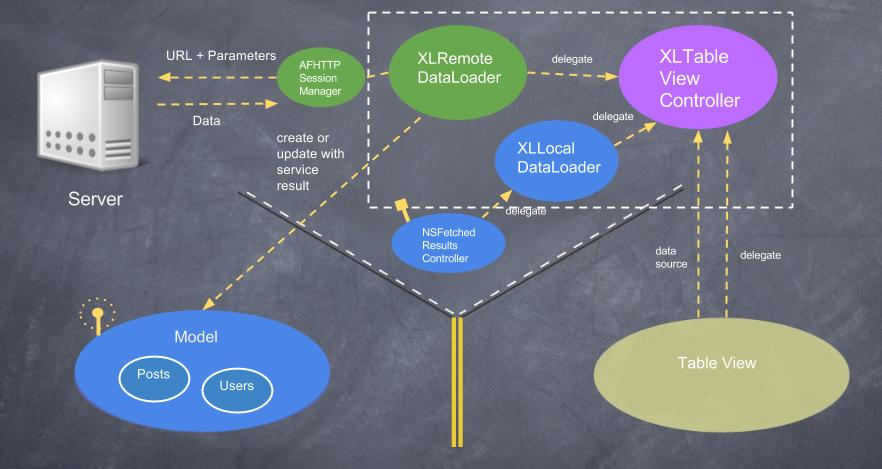 URL + Parameters
Data
Server
AFHTTP
Session
Manager
XLRemote
DataLoader
delegate
XLTable
View
Controller
create or
update with
service
result
XLLocal
DataLoader
delegate
delegate
NSFetched
Results
Controller
data
source
delegate
Model
Posts
Users
Table View